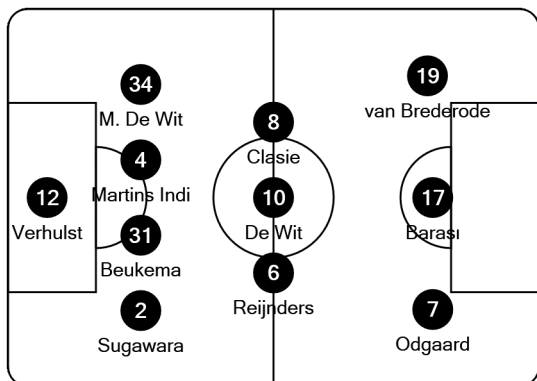 34
M. De Wit
4
Martins Indi
12
Verhulst
31
Beukema
2
Sugawara
8
Clasie
10
De Wit
6
Reijnders
19
van Brederode
17
Barası
7
Odgaard